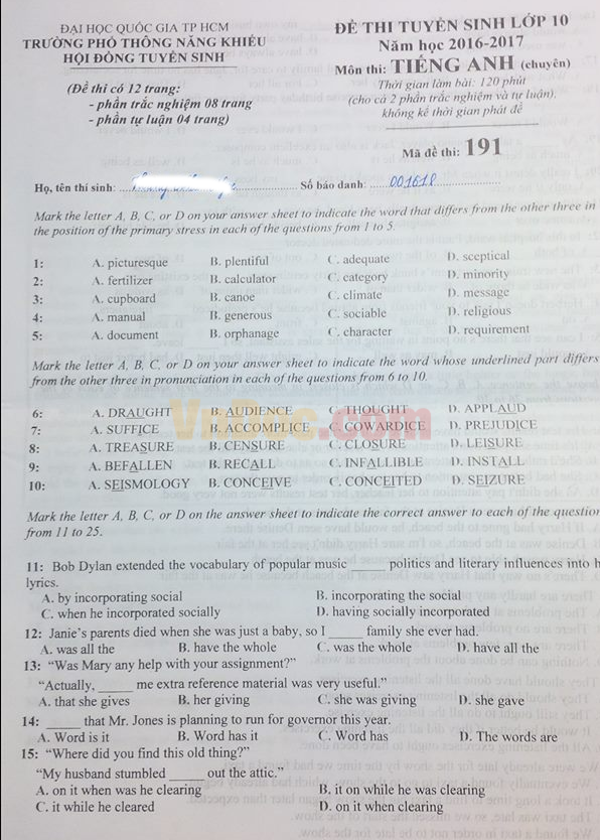 ĐẠI HỌC QUỐC GIA TP HCM
TRƯỜNG PHỔ THÔNG NĂNG KHIẾU
HỘI ĐỒNG TUYỂN SINH
(Đề thi có 12 trang:
- phần trắc nghiệm 08 trang
- phần tự luận 04 trang)
ĐỀ THI TUYỂN SINH LỚP 10
Năm học 2016-2017
Môn thi: TIẾNG ANH (chuyên)
Thời gian làm bài: 120 phút
(cho cả 2 phần trắc nghiệm và tự luận),
không kể thời gian phát đề
Mã đề thi: 191
Họ, tên thí sinh: Số báo danh: 001618
Mark the letter A, B, C, or D on your answer sheet to indicate the word that differs from the other three in
the position of the primary stress in each of the questions from 1 to 5.
1: A. picturesque B. plentiful C. adequate D. sceptical
2: A. fertilizer B. calculator C. category D. minority
3: A. cupboard B. canoe C. climate D. message
4: A. manual B. generous C. sociable D. religious
5: A. document B. orphanage C. character D. requirement
Mark the letter A, B, C, or D on your answer sheet to indicate the word whose underlined part differs
from the other three in pronunciation in each of the questions from 6 to 10.
6: A. DRAUGHT B. AUDIENCE C. THOUGHT D. APPLAUD
7: A. SUFFICE B. ACCOMPLICE C. COWARDICE D. PREJUDICE
8: A. TREASURE B. CENSURE C. CLOSURE D. LEISURE
9: A. BEFALLEN B. RECALL C. INFALLIBLE D. INSTALL
10: A. SEISMOLOGY B. CONCEIVE C. CONCEITED D. SEIZURE
VnDoc.com
Mark the letter A, B, C, or D on the answer sheet to indicate the correct answer to each of the question
from 11 to 25.
11: Bob Dylan extended the vocabulary of popular music ______ politics and literary influences into h
lyrics.
A. by incorporating social B. incorporating the social
C. when he incorporated socially D. having socially incorporated
12: Janie's parents died when she was just a baby, so I ______ family she ever had.
A. was all the B. have the whole C. was the whole D. have all the
13: "Was Mary any help with your assignment?"
"Actually, ______ me extra reference material was very useful."
A. that she gives B. her giving C. she was giving D. she gave
14: ______ that Mr. Jones is planning to run for governor this year.
A. Word is it B. Word has it C. Word has D. The words are
15: "Where did you find this old thing?"
"My husband stumbled ______ out the attic."
A. on it when was he clearing B. it on while he was clearing
C. it while he cleared D. on it when clearing